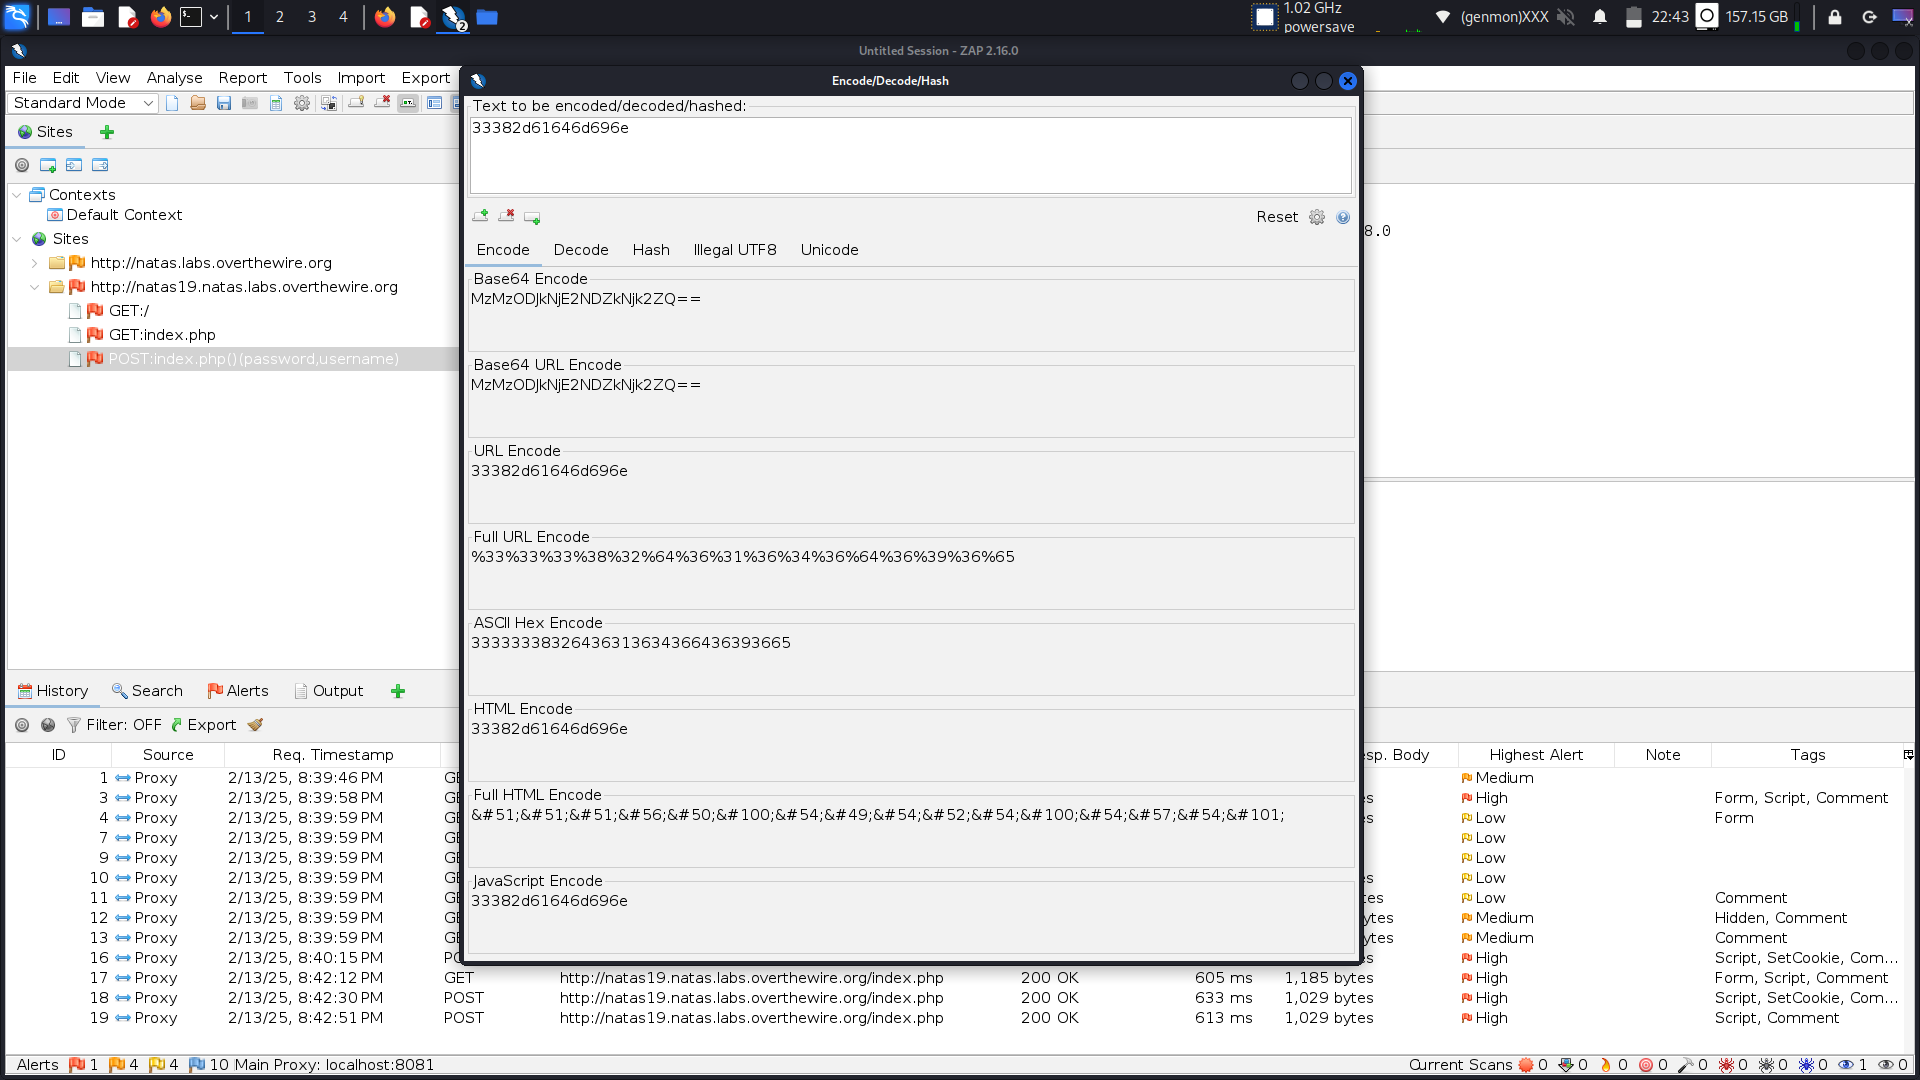 1 2 3 4
2
1.02 GHz
powersave
(genmon)XXX
22:43
157.15 GB
Untitled Session - ZAP 2.16.0
File Edit View Analyse Report Tools Import Export
Standard Mode
Sites
Contexts
Default Context
Sites
http://natas.labs.overthewire.org
http://natas19.natas.labs.overthewire.org
GET:/
GET:index.php
POST:index.php()(password,username)
Encode/Decode/Hash
Text to be encoded/decoded/hashed:
33382d61646d696e
Reset
Encode Decode Hash Illegal UTF8 Unicode
Base64 Encode
MzMzODJkNjE2NDZkNjk2ZQ==
Base64 URL Encode
MzMzODJkNjE2NDZkNjk2ZQ==
URL Encode
33382d61646d696e
Full URL Encode
%33%33%33%38%32%64%36%31%36%34%36%64%36%39%36%65
ASCII Hex Encode
33333338326436313634366436393665
HTML Encode
33382d61646d696e
Full HTML Encode
&#51;&#51;&#51;&#56;&#50;&#100;&#54;&#49;&#54;&#52;&#54;&#100;&#54;&#57;&#54;&#101;
JavaScript Encode
33382d61646d696e
8.0
History Search Alerts Output
Filter: OFF Export
ID Source Req. Timestamp sp. Body Highest Alert Note Tags
1 Proxy 2/13/25, 8:39:46 PM GE Medium
3 Proxy 2/13/25, 8:39:58 PM GE s High Form, Script, Comment
4 Proxy 2/13/25, 8:39:59 PM GE s Low Form
7 Proxy 2/13/25, 8:39:59 PM GE Low
9 Proxy 2/13/25, 8:39:59 PM GE Low
10 Proxy 2/13/25, 8:39:59 PM GE s Low
11 Proxy 2/13/25, 8:39:59 PM GE tes Low Comment
12 Proxy 2/13/25, 8:39:59 PM GE ytes Medium Hidden, Comment
13 Proxy 2/13/25, 8:39:59 PM GE ytes Medium Comment
16 Proxy 2/13/25, 8:40:15 PM PO s High Script, SetCookie, Com...
17 Proxy 2/13/25, 8:42:12 PM GET http://natas19.natas.labs.overthewire.org/index.php 200 OK 605 ms 1,185 bytes High Form, Script, Comment
18 Proxy 2/13/25, 8:42:30 PM POST http://natas19.natas.labs.overthewire.org/index.php 200 OK 633 ms 1,029 bytes High Script, SetCookie, Com...
19 Proxy 2/13/25, 8:42:51 PM POST http://natas19.natas.labs.overthewire.org/index.php 200 OK 613 ms 1,029 bytes High Script, Comment
Alerts 1 4 4 10 Main Proxy: localhost:8081 Current Scans 0 0 0 0 0 0 0 0 1 0